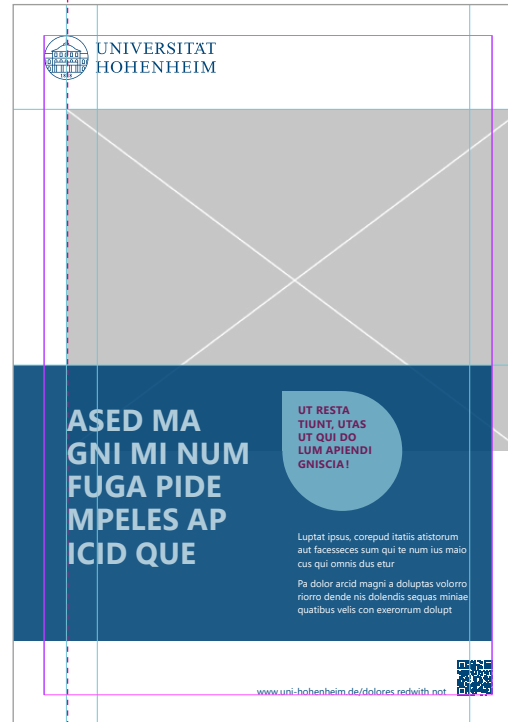 UNIVERSITÄT
HOHENHEIM
1818
ASED MA
GNI MI NUM
FUGA PIDE
MPELES AP
ICID QUE
UT RESTA
TIUNT, UTAS
UT QUI DO
LUM APIENDI
GNISCIA!
Luptat ipsus, corepud itatiis atistorum
aut facesseces sum qui te num ius maio
cus qui omnis dus etur
Pa dolor arcid magni a doluptas volorro
riorro dende nis dolendis sequas miniae
quatibus velis con exerorrum dolupt
www.uni-hohenheim.de/dolores redwith not